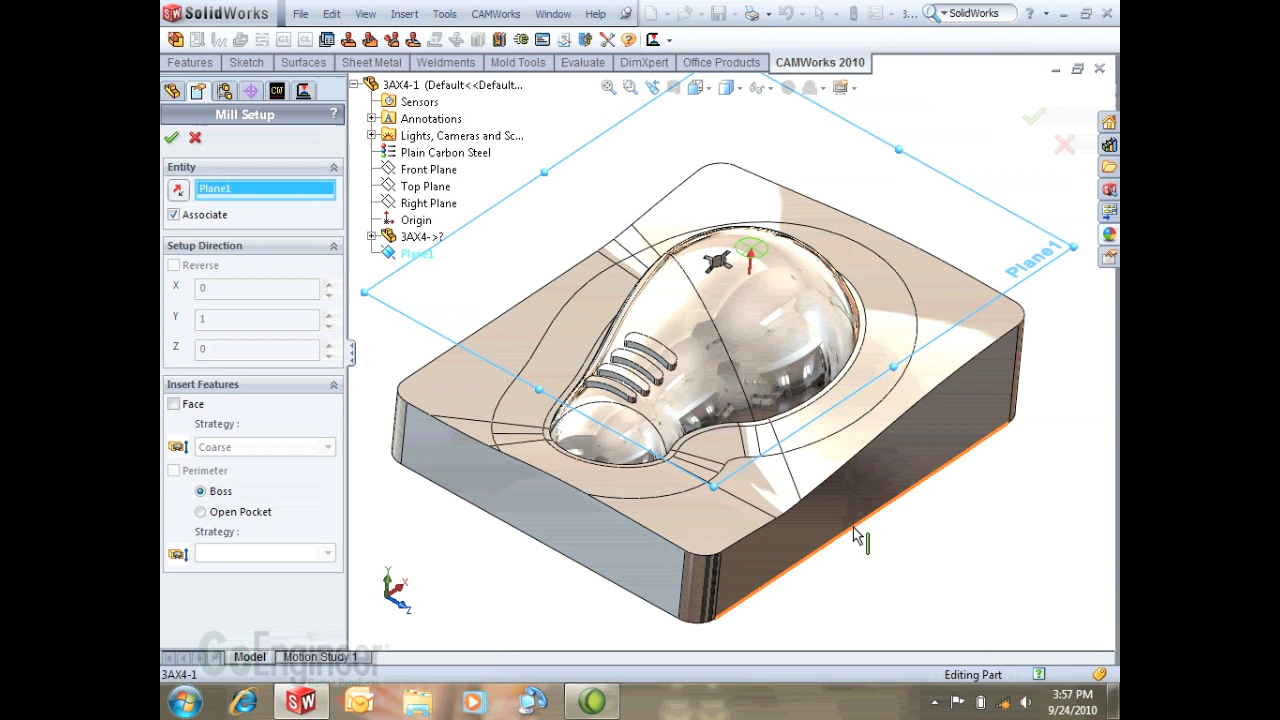 SolidWorks File Edit View Insert Tools CAMWorks Window Help 3... SolidWorks
Features Sketch Surfaces Sheet Metal Weldments Mold Tools Evaluate DimXpert Office Products CAMWorks 2010
Mill Setup ?
Entity
Plane1
Associate
Setup Direction
Reverse
X 0
Y 1
Z 0
Insert Features
Face
Strategy :
Coarse
Perimeter
Boss
Open Pocket
Strategy :
3AX4-1 (Default<<Default...
Sensors
Annotations
Lights, Cameras and Sc...
Plain Carbon Steel
Front Plane
Top Plane
Right Plane
Origin
3AX4->?
Plane1
Plane1
Y
X
Z
GoEngineer
Model Motion Study 1
3AX4-1 Editing Part
3:57 PM
9/24/2010